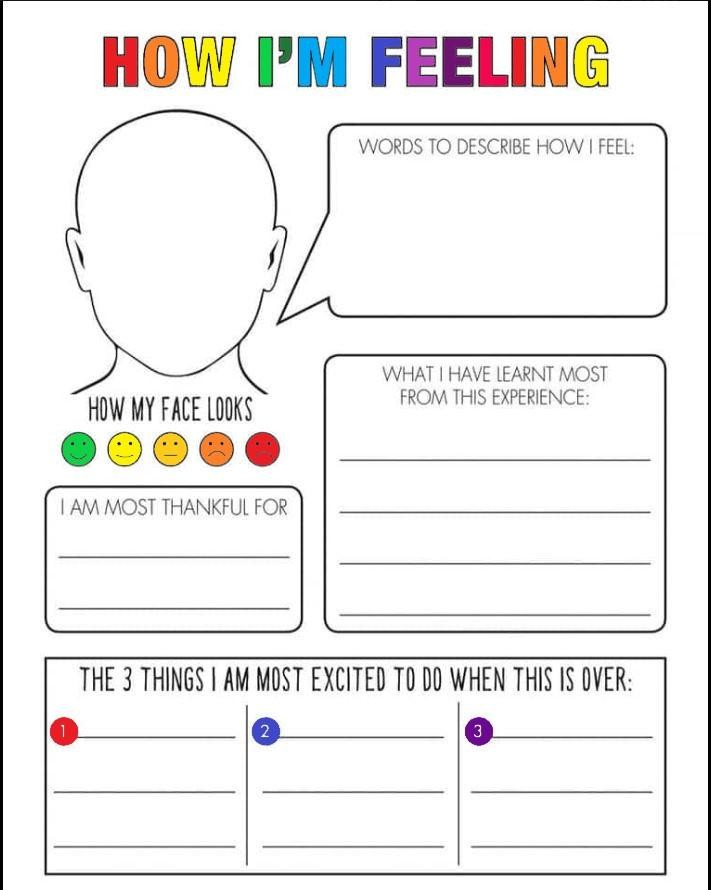 HOW I'M FEELING
WORDS TO DESCRIBE HOW I FEEL:
HOW MY FACE LOOKS
WHAT I HAVE LEARNT MOST
FROM THIS EXPERIENCE:
I AM MOST THANKFUL FOR
THE 3 THINGS I AM MOST EXCITED TO DO WHEN THIS IS OVER:
1
2
3